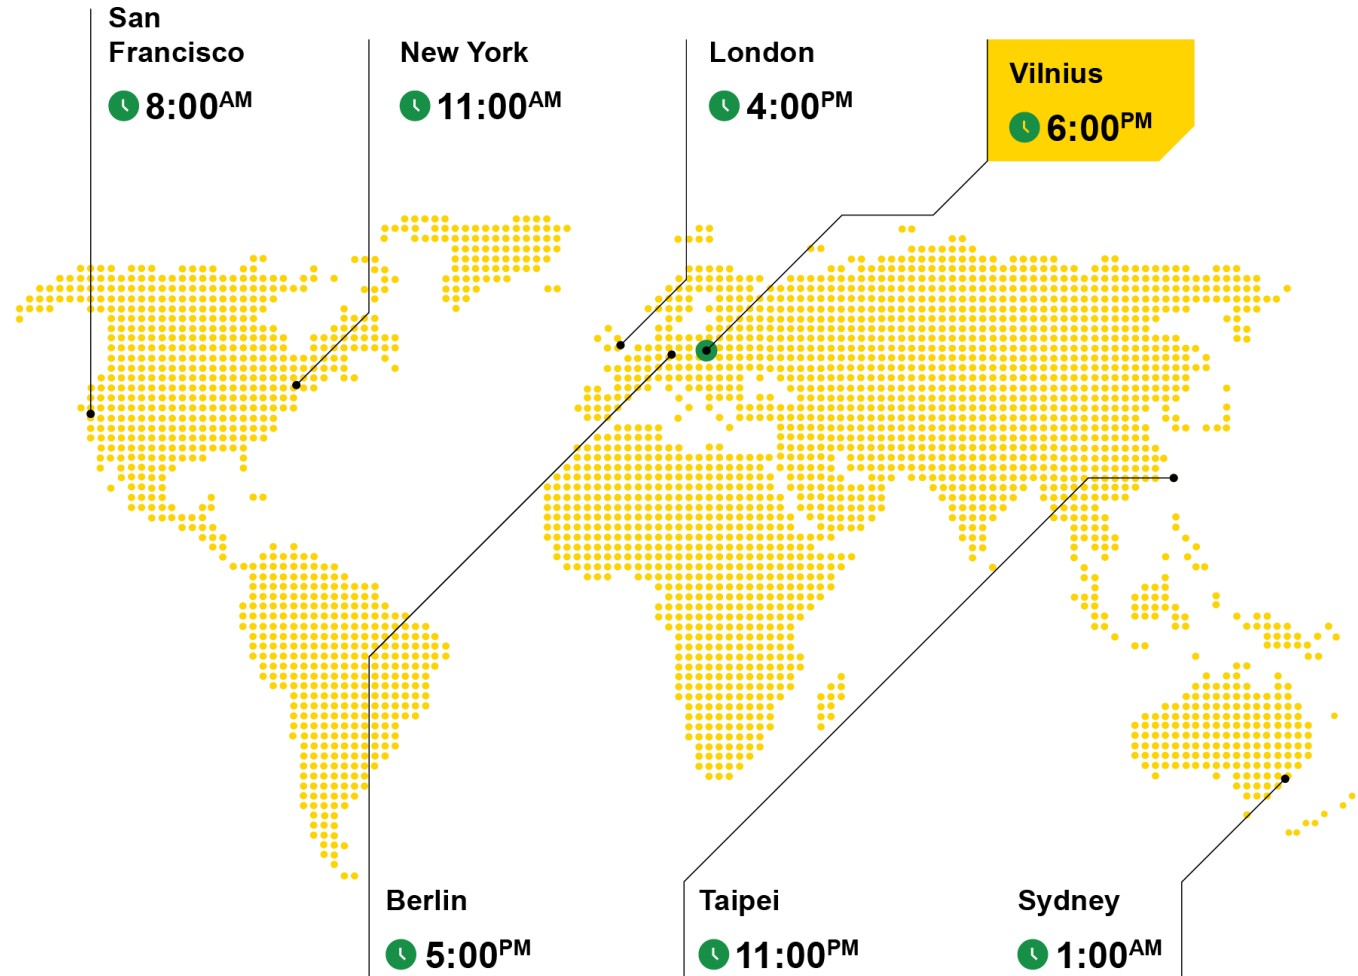 San
Francisco
8:00AM
New York
11:00AM
London
4:00PM
Vilnius
6:00PM
Berlin
5:00PM
Taipei
11:00PM
Sydney
1:00AM